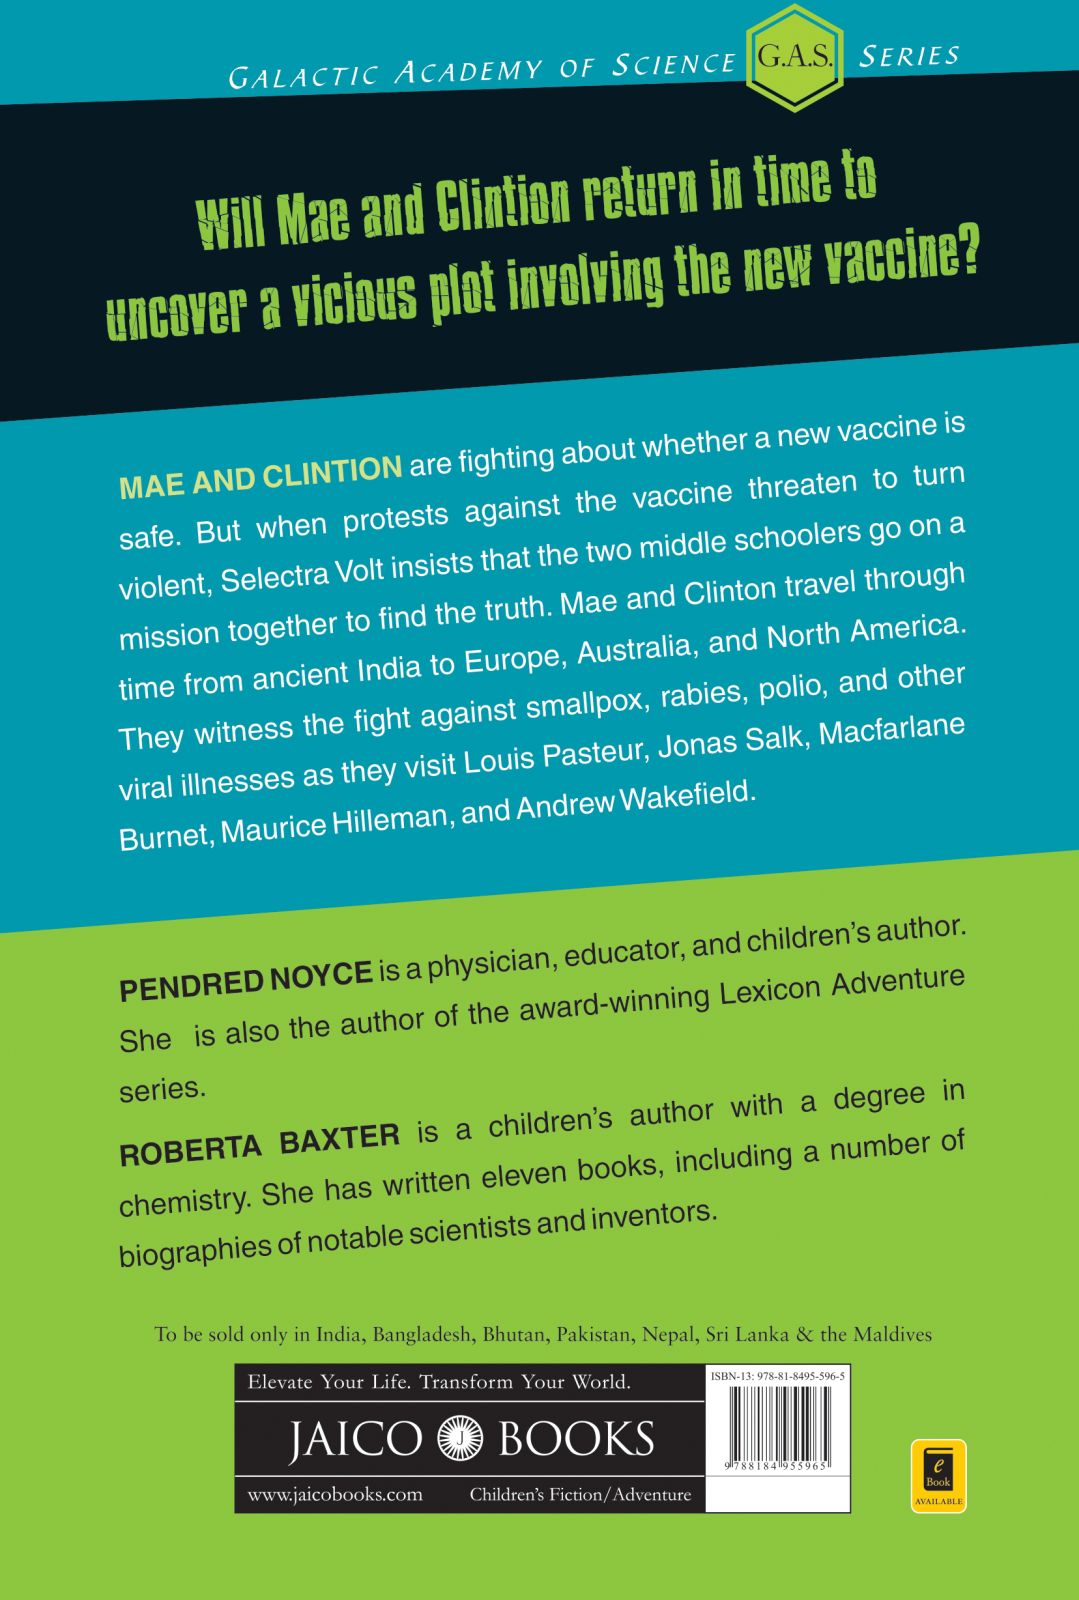 GALACTIC ACADEMY OF SCIENCE G.A.S. SERIES
Will Mae and Clintion return in time to
uncover a vicious plot involving the new vaccine?
MAE AND CLINTION are fighting about whether a new vaccine is
safe. But when protests against the vaccine threaten to turn
violent, Selectra Volt insists that the two middle schoolers go on a
mission together to find the truth. Mae and Clinton travel through
time from ancient India to Europe, Australia, and North America.
They witness the fight against smallpox, rabies, polio, and other
viral illnesses as they visit Louis Pasteur, Jonas Salk, Macfarlane
Burnet, Maurice Hilleman, and Andrew Wakefield.
PENDRED NOYCE is a physician, educator, and children's author.
She is also the author of the award-winning Lexicon Adventure
series.
ROBERTA BAXTER is a children's author with a degree in
chemistry. She has written eleven books, including a number of
biographies of notable scientists and inventors.
To be sold only in India, Bangladesh, Bhutan, Pakistan, Nepal, Sri Lanka & the Maldives
Elevate Your Life. Transform Your World.
JAICO J BOOKS
www.jaicobooks.com Children's Fiction/Adventure
ISBN-13: 978-81-8495-596-5
9 788184 955965
e
Book
AVAILABLE